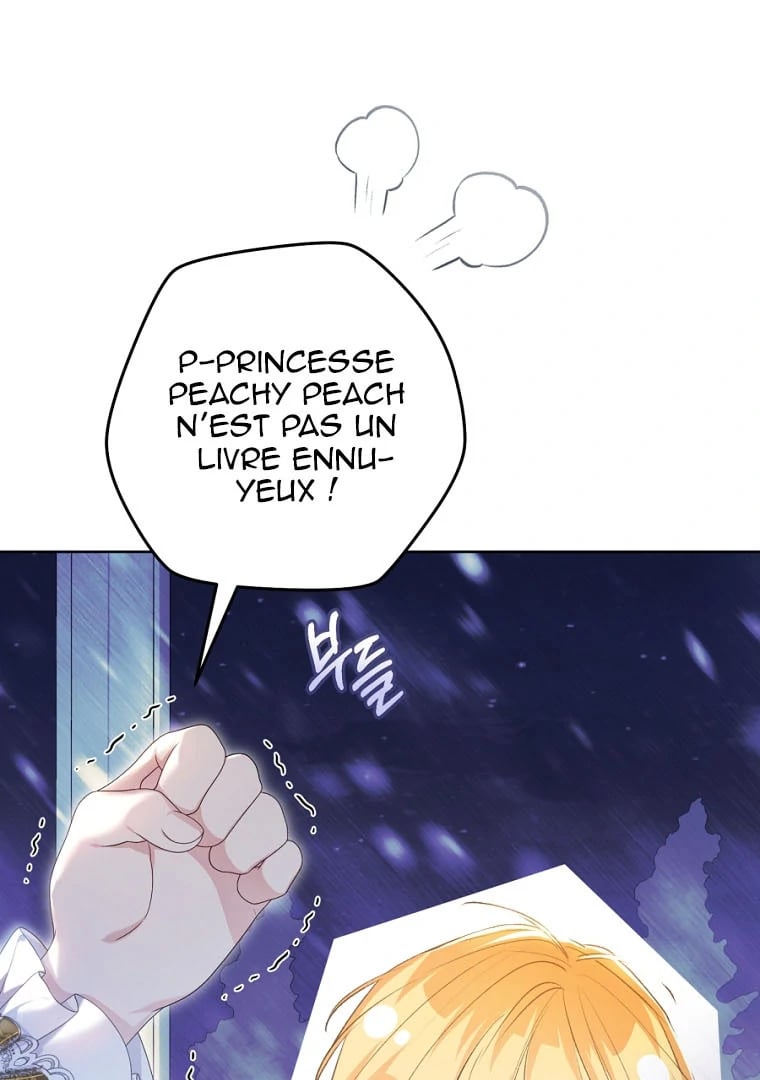 P-PRINCESSE
PEACHY PEACH
N'EST PAS UN
LIVRE ENNU-
YEUX !
부들